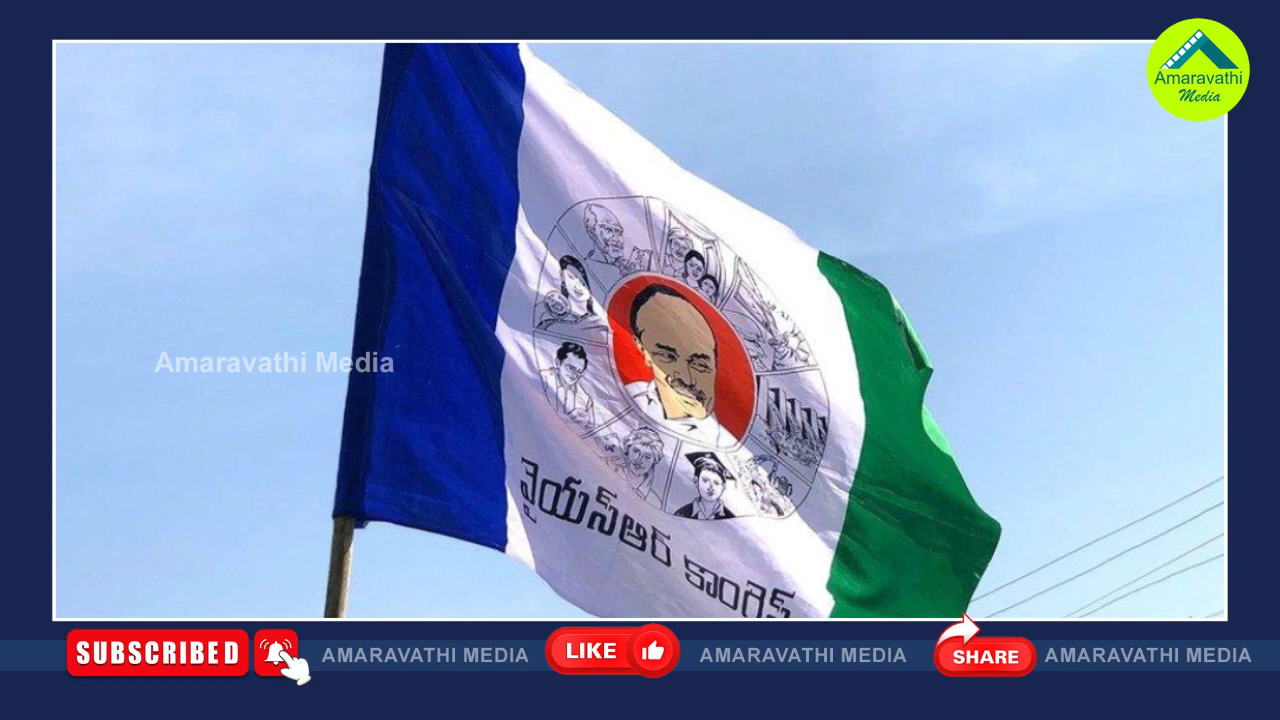 Amaravathi
Media
Amaravathi Media
వైయస్ఆర్ కాంగ్రెస్
SUBSCRIBED
AMARAVATHI MEDIA
LIKE
AMARAVATHI MEDIA
SHARE
AMARAVATHI MEDIA